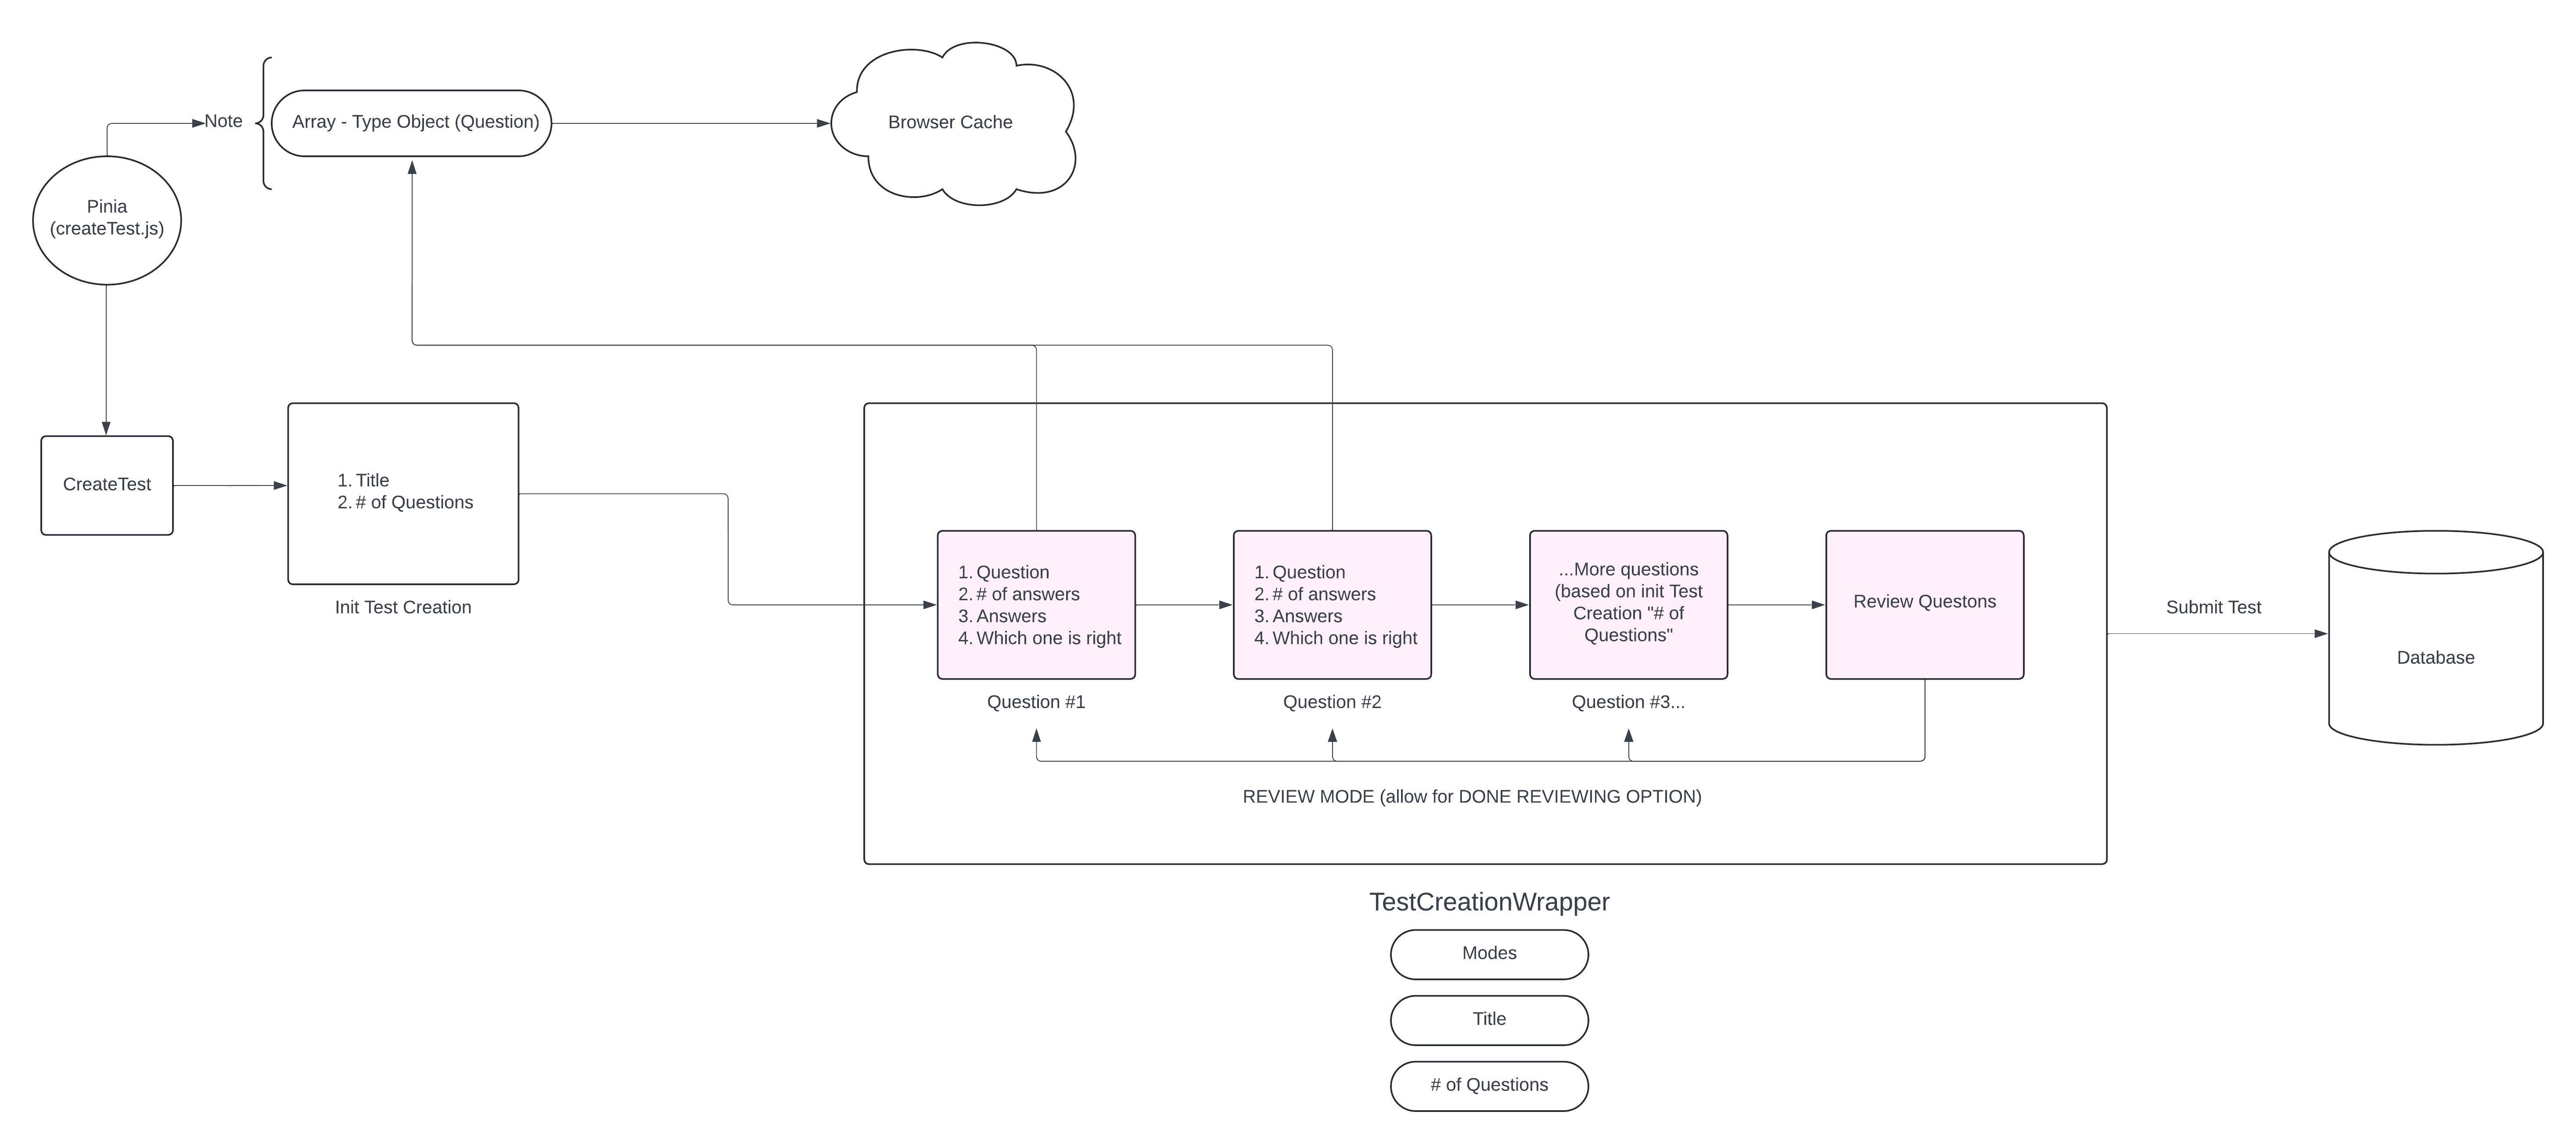 Note
Array - Type Object (Question)
Browser Cache
Pinia
(createTest.js)
CreateTest
1. Title
2. # of Questions
Init Test Creation
1. Question
2. # of answers
3. Answers
4. Which one is right
Question #1
1. Question
2. # of answers
3. Answers
4. Which one is right
Question #2
...More questions
(based on init Test
Creation "# of
Questions"
Question #3...
Review Questons
REVIEW MODE (allow for DONE REVIEWING OPTION)
Submit Test
Database
TestCreationWrapper
Modes
Title
# of Questions